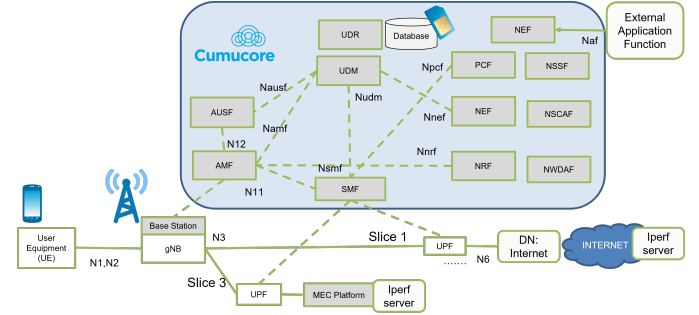 External
Application
Function
Naf
NEF
UDR
Database
Cumucore
UDM
Npcf
PCF
NSSF
Nausf
Nudm
AUSF
Namf
Nnef
NEF
NSCAF
N12
Nnrf
AMF
Nsmf
NRF
NWDAF
N11
SMF
Base Station
User
Equipment
(UE)
N1,N2
gNB
N3
Slice 1
UPF
.......
N6
DN:
Internet
INTERNET
Iperf
server
Slice 3
UPF
MEC Platform
Iperf
server